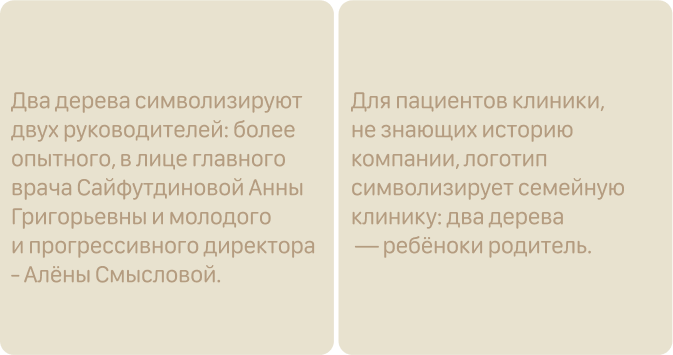 Два дерева символизируют
двух руководителей: более
опытного, в лице главного
врача Сайфутдиновой Анны
Григорьевны и молодого
и прогрессивного директора
- Алёны Смысловой.
Для пациентов клиники,
не знающих историю
компании, логотип
символизирует семейную
клинику: два дерева
— ребёноки родитель.